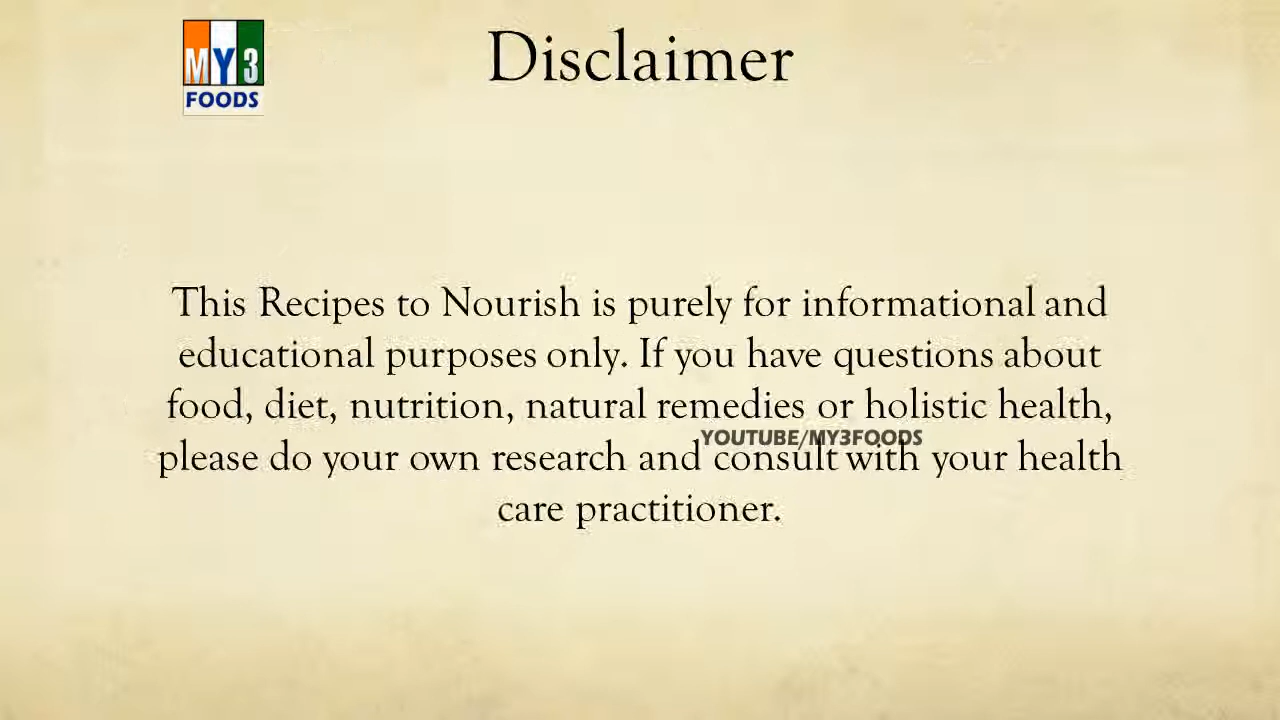 MY3
FOODS
Disclaimer
This Recipes to Nourish is purely for informational and
educational purposes only. If you have questions about
food, diet, nutrition, natural remedies or holistic health,
YOUTUBE/MY3FOODS
please do your own research and consult with your health
care practitioner.